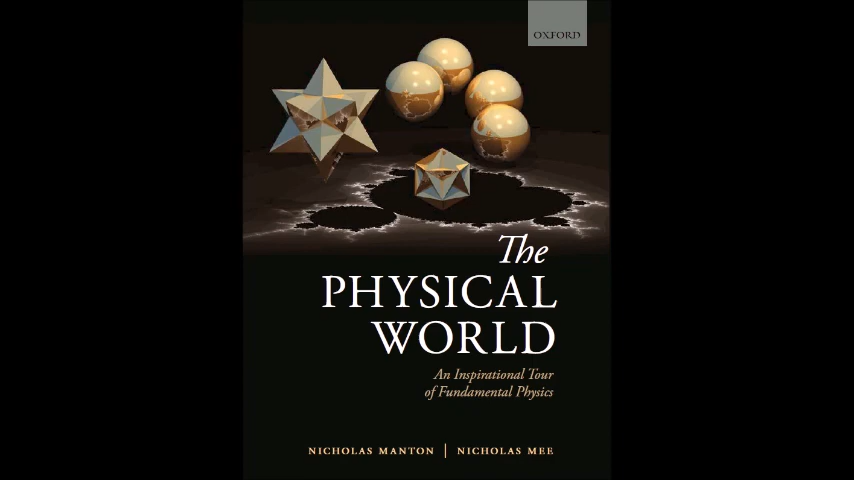 OXFORD
The
PHYSICAL
WORLD
An Inspirational Tour
of Fundamental Physics
NICHOLAS MANTON | NICHOLAS MEE